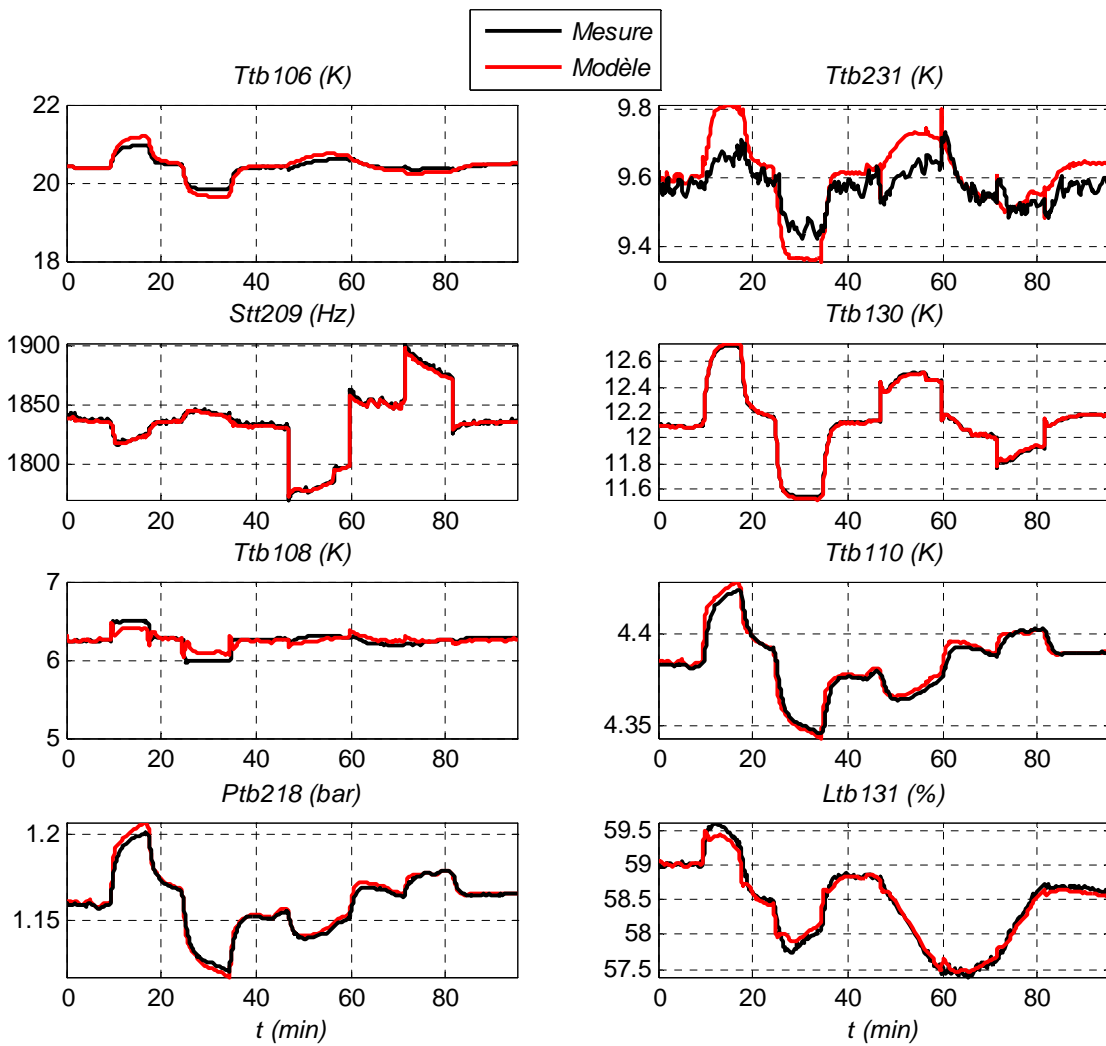 Mesure
Modèle
Ttb106 (K)
22
20
18
0 20 40 60 80
Ttb231 (K)
9.8
9.6
9.4
0 20 40 60 80
Stt209 (Hz)
1900
1850
1800
0 20 40 60 80
Ttb130 (K)
12.6
12.4
12.2
12
11.8
11.6
0 20 40 60 80
Ttb108 (K)
7
6
5
0 20 40 60 80
Ttb110 (K)
4.4
4.35
0 20 40 60 80
Ptb218 (bar)
1.2
1.15
0 20 40 60 80
t (min)
Ltb131 (%)
59.5
59
58.5
58
57.5
0 20 40 60 80
t (min)